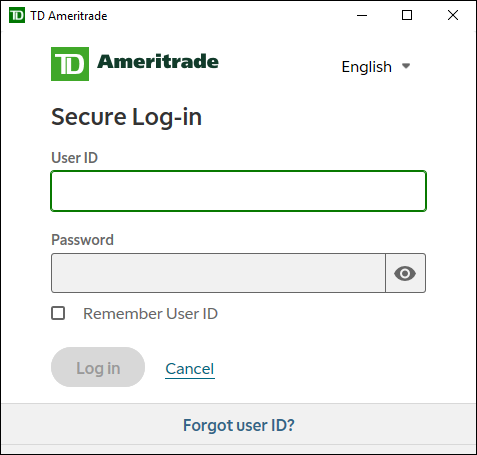 TD TD Ameritrade
TD Ameritrade
English
Secure Log-in
User ID
Password
Remember User ID
Log in Cancel
Forgot user ID?